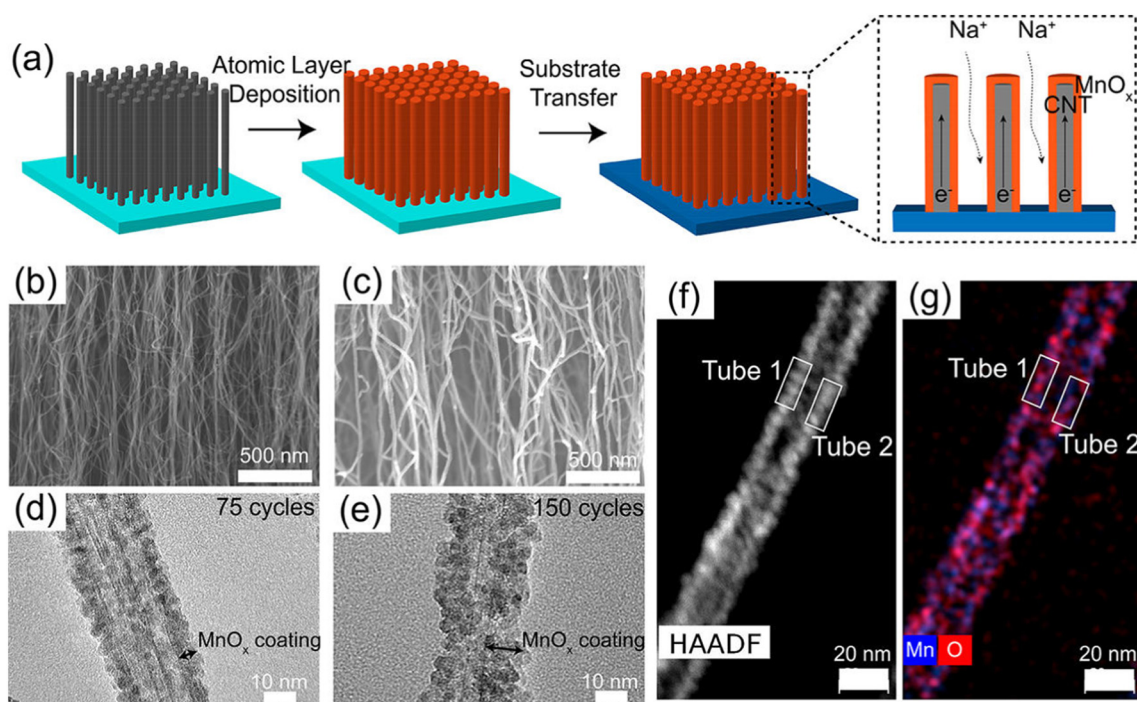 (a)
Atomic Layer
Deposition
Substrate
Transfer
Na⁺ Na⁺
MnOₓ
CNT
e⁻ e⁻ e⁻
(b)
500 nm
(c)
500 nm
(d)
75 cycles
MnOₓ coating
10 nm
(e)
150 cycles
MnOₓ coating
10 nm
(f)
Tube 1
Tube 2
HAADF
20 nm
(g)
Tube 1
Tube 2
Mn O
20 nm